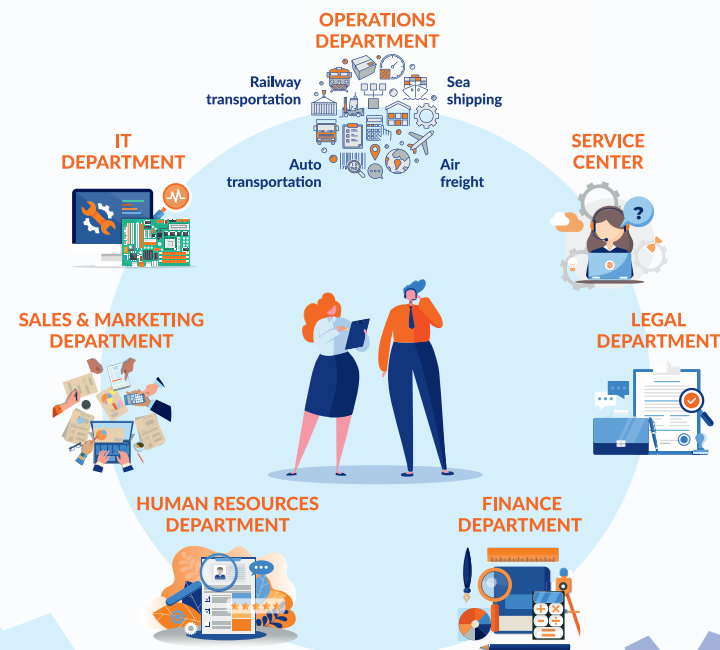 OPERATIONS
DEPARTMENT
Railway
transportation
Sea
shipping
Auto
transportation
Air
freight
IT
DEPARTMENT
SERVICE
CENTER
?
SALES & MARKETING
DEPARTMENT
LEGAL
DEPARTMENT
HUMAN RESOURCES
DEPARTMENT
FINANCE
DEPARTMENT